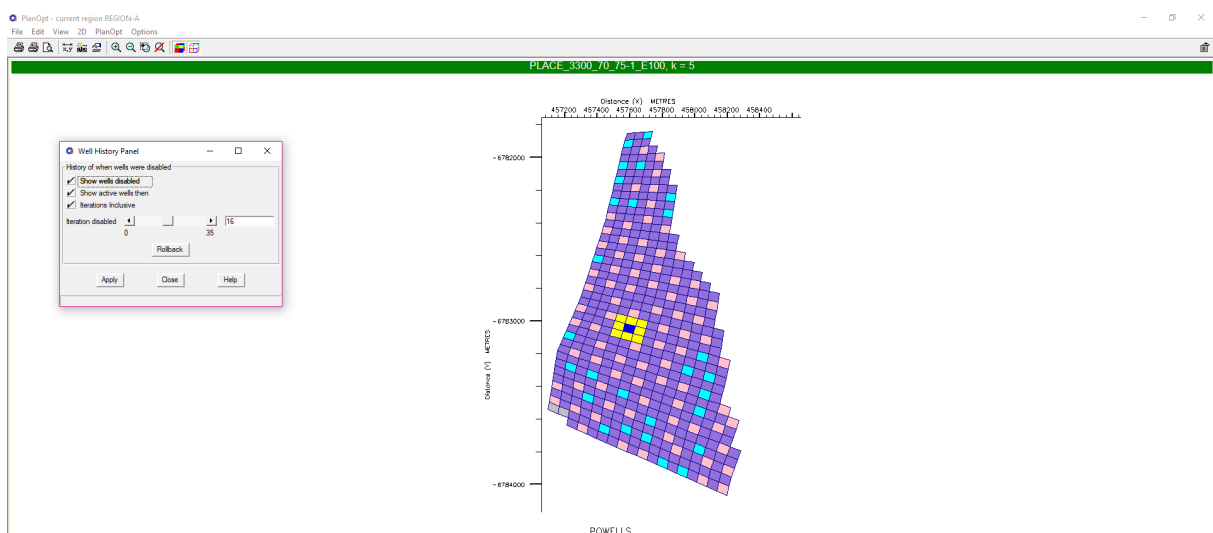 PlanOpt - current region REGION-A
File Edit View 2D PlanOpt Options
PLACE_3300_70_75-1_E100, k = 5
Distance (X) METRES
457200 457400 457600 457800 458000 458200 458400
Well History Panel
History of when wells were disabled
Show wells disabled
Show active wells then
Iterations Inclusive
Iteration disabled 16
0 35
Rollback
Apply Close Help
-6782000
-6783000
Distance (Y) METRES
-6784000
POWELLS